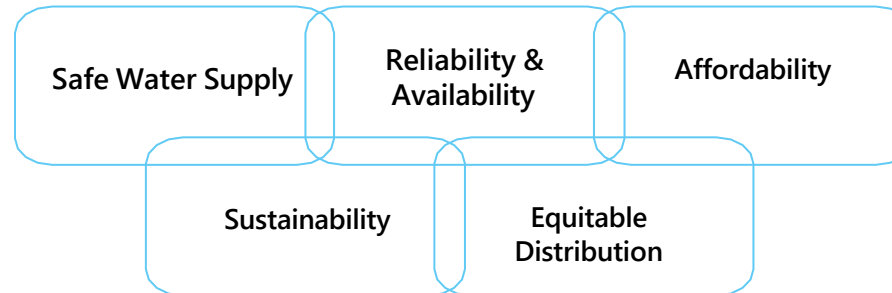 Safe Water Supply
Reliability &
Availability
Affordability
Sustainability
Equitable
Distribution